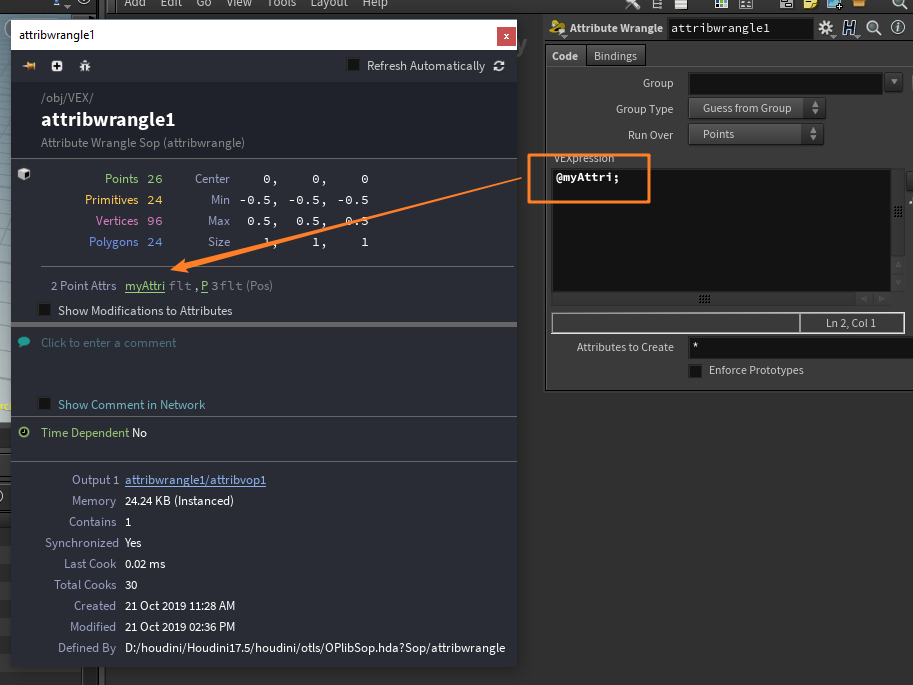 Add Edit Go View Tools Layout Help
attribwrangle1
Refresh Automatically
/obj/VEX/
attribwrangle1
Attribute Wrangle Sop (attribwrangle)
Points 26 Center 0, 0, 0
Primitives 24 Min -0.5, -0.5, -0.5
Vertices 96 Max 0.5, 0.5, 0.5
Polygons 24 Size 1, 1, 1
2 Point Attrs myAttri flt, P 3flt (Pos)
Show Modifications to Attributes
Click to enter a comment
Show Comment in Network
Time Dependent No
Output 1 attribwrangle1/attribvop1
Memory 24.24 KB (Instanced)
Contains 1
Synchronized Yes
Last Cook 0.02 ms
Total Cooks 30
Created 21 Oct 2019 11:28 AM
Modified 21 Oct 2019 02:36 PM
Defined By D:/houdini/Houdini17.5/houdini/otls/OPlibSop.hda?Sop/attribwrangle
Attribute Wrangle attribwrangle1
Code Bindings
Group
Group Type Guess from Group
Run Over Points
VEXpression
@myAttri;
Ln 2, Col 1
Attributes to Create *
Enforce Prototypes